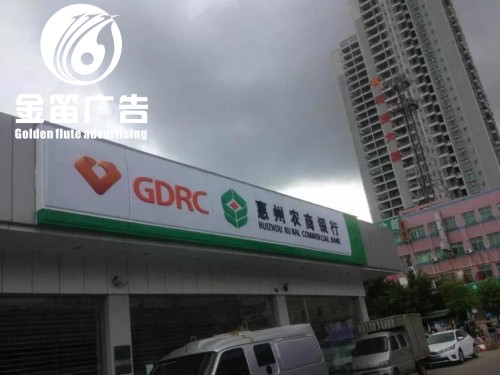 金笛广告
Golden flute advertising
GDRC
惠州农商银行
HUIZHOU RURAL COMMERCIAL BANK